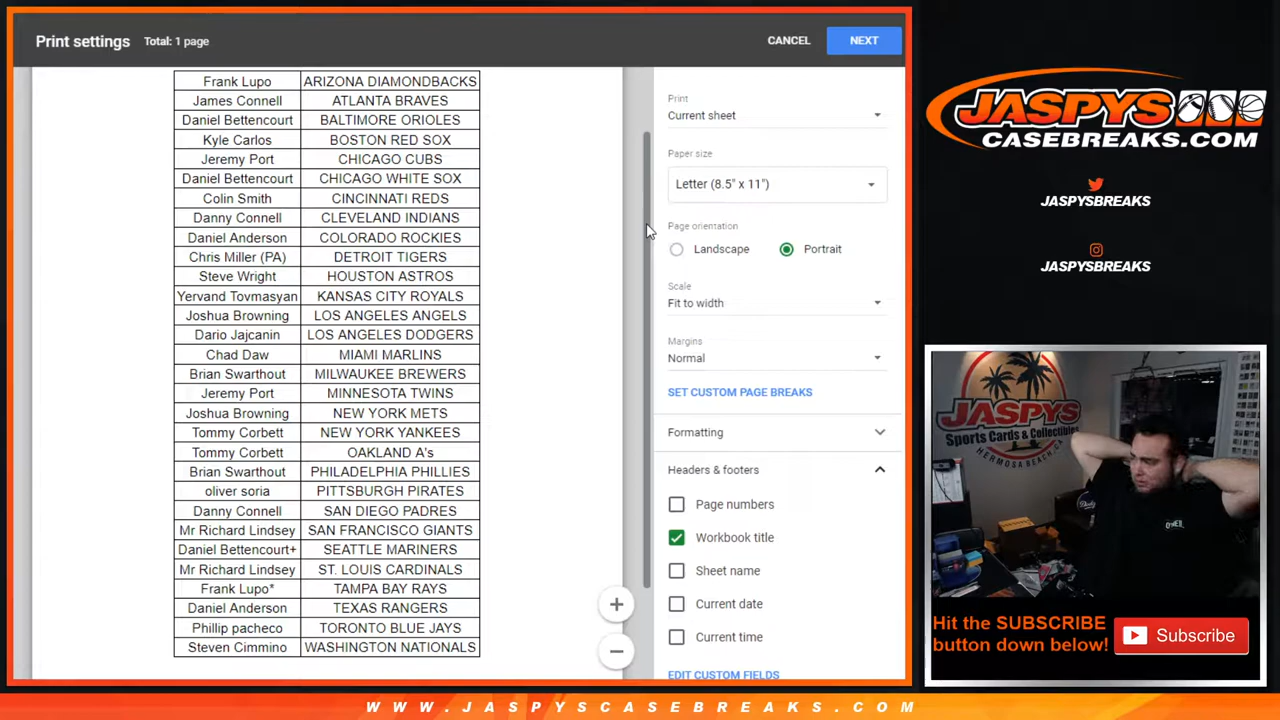 Print settings Total: 1 page CANCEL NEXT
Frank Lupo ARIZONA DIAMONDBACKS
James Connell ATLANTA BRAVES
Daniel Bettencourt BALTIMORE ORIOLES
Kyle Carlos BOSTON RED SOX
Jeremy Port CHICAGO CUBS
Daniel Bettencourt CHICAGO WHITE SOX
Colin Smith CINCINNATI REDS
Danny Connell CLEVELAND INDIANS
Daniel Anderson COLORADO ROCKIES
Chris Miller (PA) DETROIT TIGERS
Steve Wright HOUSTON ASTROS
Yervand Tovmasyan KANSAS CITY ROYALS
Joshua Browning LOS ANGELES ANGELS
Dario Jajcanin LOS ANGELES DODGERS
Chad Daw MIAMI MARLINS
Brian Swarthout MILWAUKEE BREWERS
Jeremy Port MINNESOTA TWINS
Joshua Browning NEW YORK METS
Tommy Corbett NEW YORK YANKEES
Tommy Corbett OAKLAND A's
Brian Swarthout PHILADELPHIA PHILLIES
oliver soria PITTSBURGH PIRATES
Danny Connell SAN DIEGO PADRES
Mr Richard Lindsey SAN FRANCISCO GIANTS
Daniel Bettencourt+ SEATTLE MARINERS
Mr Richard Lindsey ST. LOUIS CARDINALS
Frank Lupo* TAMPA BAY RAYS
Daniel Anderson TEXAS RANGERS
Phillip pacheco TORONTO BLUE JAYS
Steven Cimmino WASHINGTON NATIONALS
Print
Current sheet
Paper size
Letter (8.5" x 11")
Page orientation
Landscape Portrait
Scale
Fit to width
Margins
Normal
SET CUSTOM PAGE BREAKS
Formatting
Headers & footers
Page numbers
Workbook title
Sheet name
Current date
Current time
EDIT CUSTOM FIELDS
JASPYS
CASEBREAKS.COM
JASPYSBREAKS
JASPYSBREAKS
JASPYS
Sports Cards & Collectibles
HERMOSA BEACH, CA
Hit the SUBSCRIBE
button down below!
Subscribe
WWW.JASPYSCASEBREAKS.COM